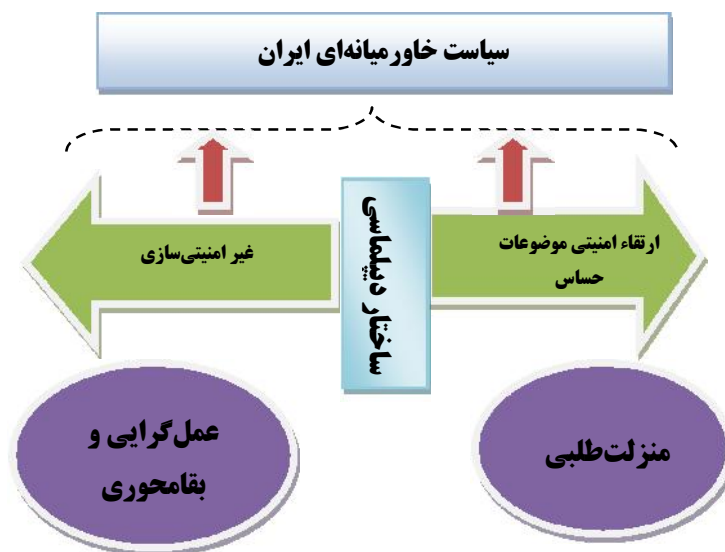 سیاست خاورمیانه‌ای ایران
ارتقاء امنیتی موضوعات
حساس
ساختار دیپلماسی
غیر امنیتی‌سازی
منزلت‌طلبی
عمل‌گرایی و
بقامحوری